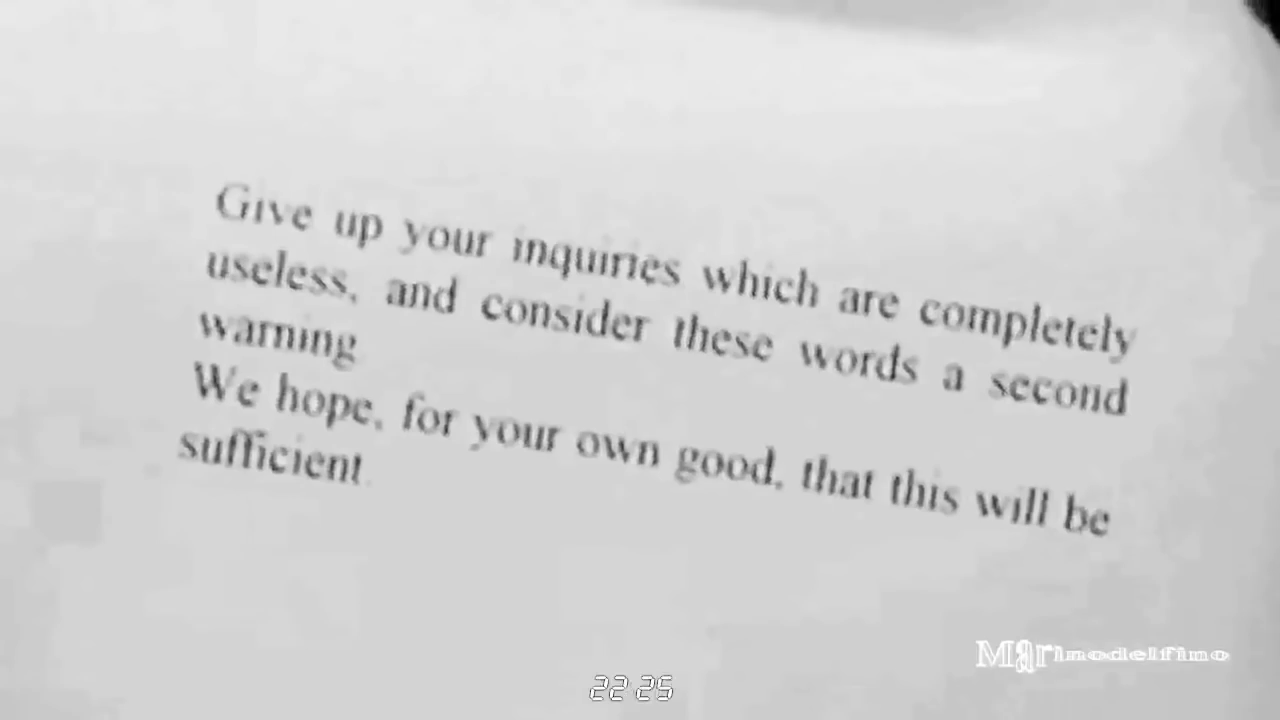 Give up your inquiries which are completely
useless, and consider these words a second
warning
We hope, for your own good, that this will be
sufficient.
Marinodelfino
22:25